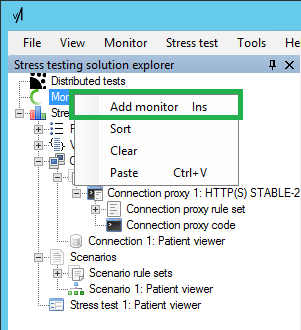 File View Monitor Stress test Tools He
Stress testing solution explorer
Distributed tests
Mor
Add monitor Ins
Stre
Sort
Clear
Paste Ctrl+V
Connection proxy 1: HTTP(S) STABLE-2
Connection proxy rule set
Connection proxy code
Connection 1: Patient viewer
Scenarios
Scenario rule sets
Scenario 1: Patient viewer
Stress test 1: Patient viewer